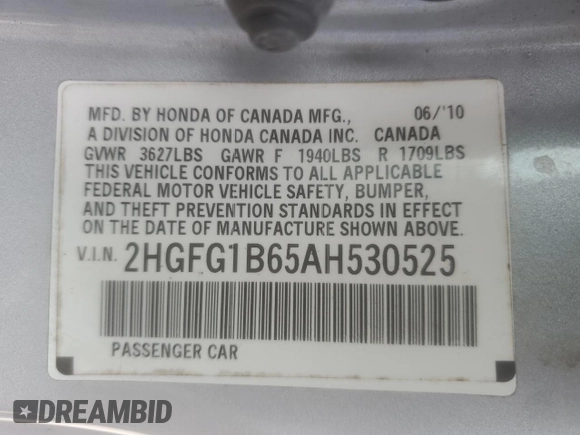 MFD. BY HONDA OF CANADA MFG., 06/'10
A DIVISION OF HONDA CANADA INC. CANADA
GVWR 3627LBS GAWR F 1940LBS R 1709LBS
THIS VEHICLE CONFORMS TO ALL APPLICABLE
FEDERAL MOTOR VEHICLE SAFETY, BUMPER,
AND THEFT PREVENTION STANDARDS IN EFFECT
ON THE DATE OF MANUFACTURE SHOWN ABOVE.
V.I.N. 2HGFG1B65AH530525
PASSENGER CAR
DREAMBID